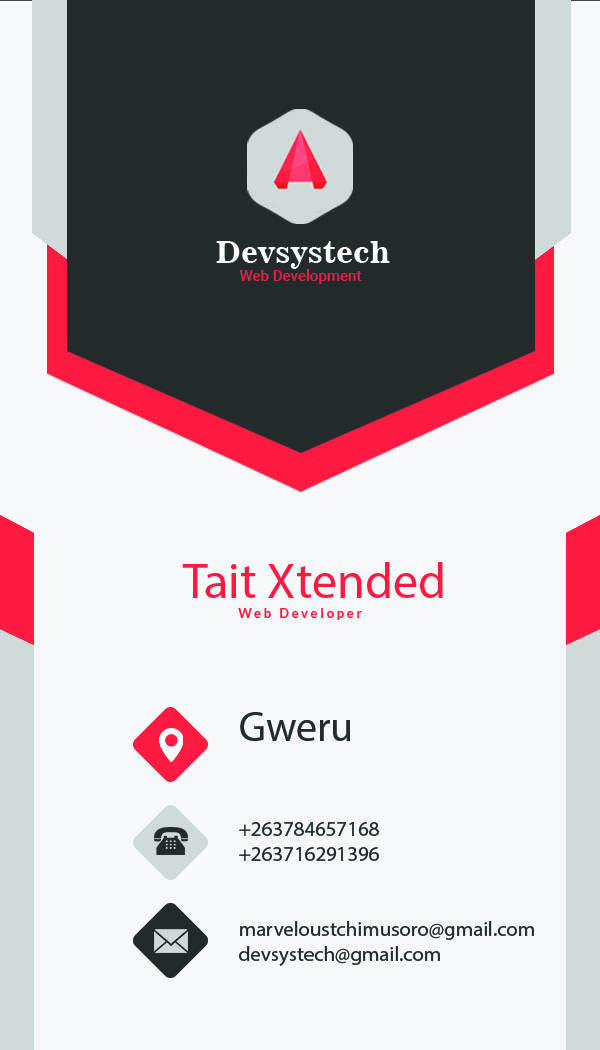 Devsystech
Web Development
Tait Xtended
Web Developer
Gweru
+263784657168
+263716291396
marveloustchimusoro@gmail.com
devsystech@gmail.com